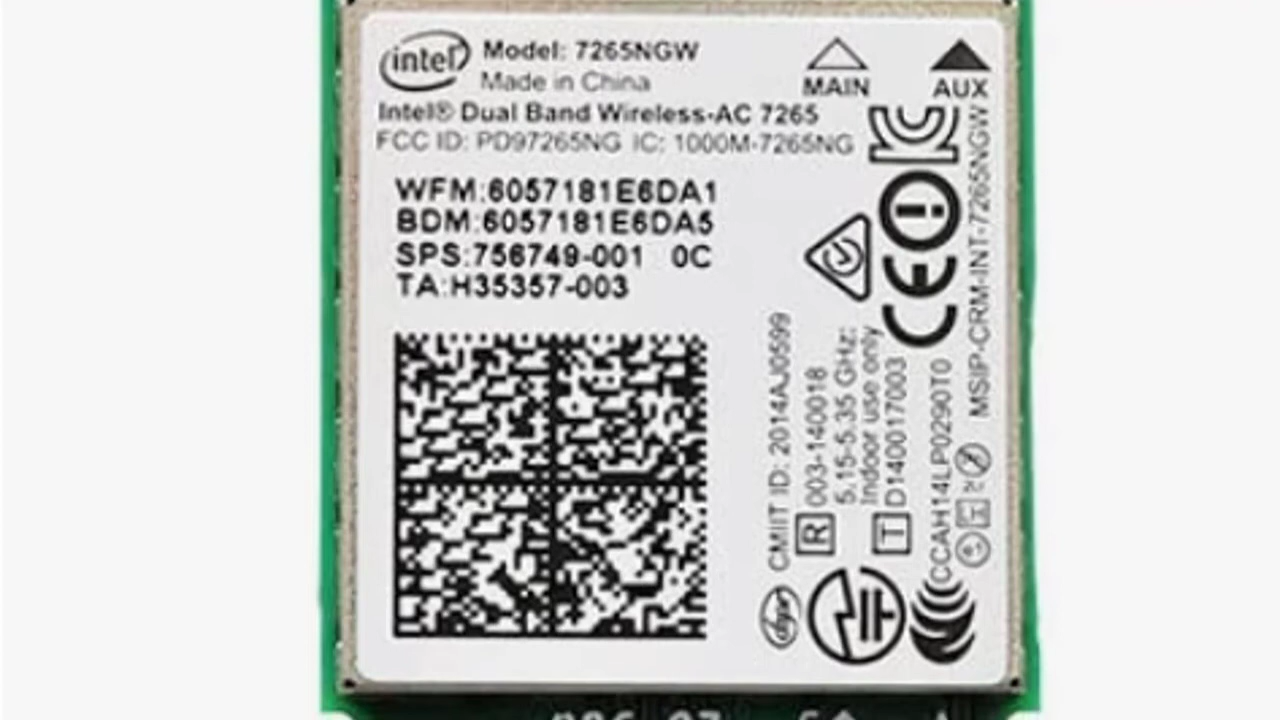 intel
Model: 7265NGW
Made in China
MAIN
AUX
Intel® Dual Band Wireless-AC 7265
FCC ID: PD97265NG IC: 1000M-7265NG
WFM:6057181E6DA1
BDM:6057181E6DA5
SPS:756749-001 0C
TA:H35357-003
CMIIT ID: 2014AJ0599
R 003-140018
5.15-5.35 GHz:
Indoor use only
T D140017003
CCAH14LP0290T0
MSIP-CRM-INT-7265NGW
CE